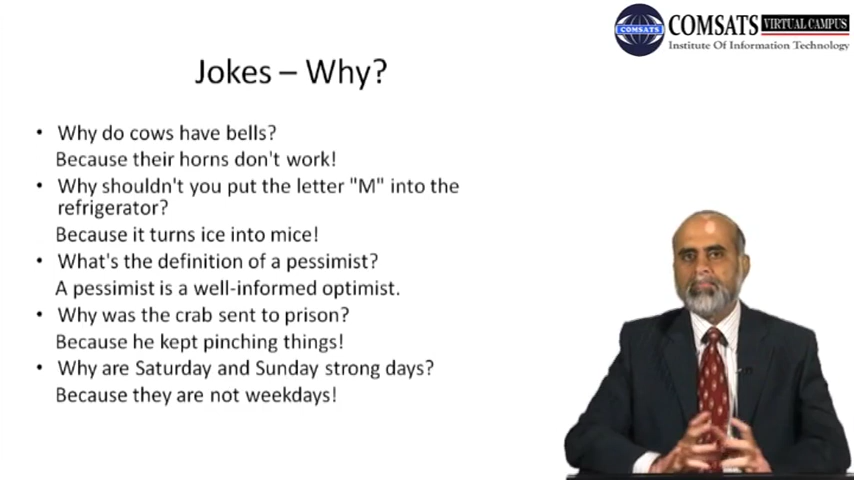 COMSATS VIRTUAL CAMPUS
COMSATS
Institute Of Information Technology
Jokes – Why?
• Why do cows have bells?
Because their horns don't work!
• Why shouldn't you put the letter "M" into the
refrigerator?
Because it turns ice into mice!
• What's the definition of a pessimist?
A pessimist is a well-informed optimist.
• Why was the crab sent to prison?
Because he kept pinching things!
• Why are Saturday and Sunday strong days?
Because they are not weekdays!